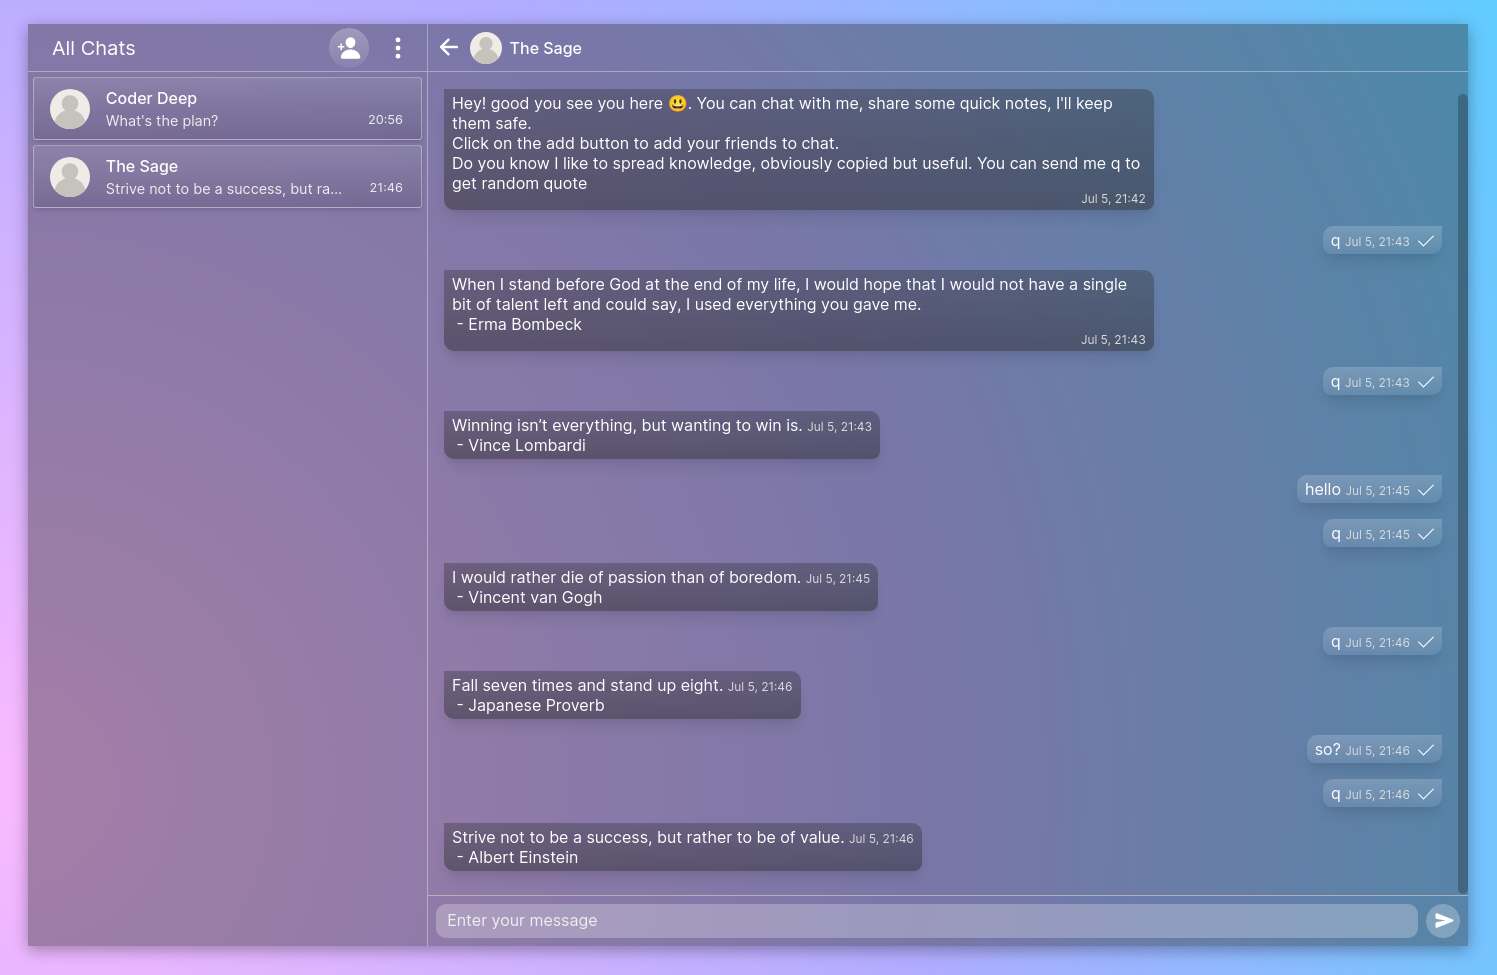 All Chats
Coder Deep
What's the plan?
20:56
The Sage
Strive not to be a success, but ra...
21:46
The Sage
Hey! good you see you here 😃. You can chat with me, share some quick notes, I'll keep
them safe.
Click on the add button to add your friends to chat.
Do you know I like to spread knowledge, obviously copied but useful. You can send me q to
get random quote
Jul 5, 21:42
q Jul 5, 21:43
When I stand before God at the end of my life, I would hope that I would not have a single
bit of talent left and could say, I used everything you gave me.
- Erma Bombeck
Jul 5, 21:43
q Jul 5, 21:43
Winning isn’t everything, but wanting to win is. Jul 5, 21:43
- Vince Lombardi
hello Jul 5, 21:45
q Jul 5, 21:45
I would rather die of passion than of boredom. Jul 5, 21:45
- Vincent van Gogh
q Jul 5, 21:46
Fall seven times and stand up eight. Jul 5, 21:46
- Japanese Proverb
so? Jul 5, 21:46
q Jul 5, 21:46
Strive not to be a success, but rather to be of value. Jul 5, 21:46
- Albert Einstein
Enter your message